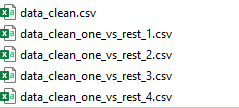 data_clean.csv
data_clean_one_vs_rest_1.csv
data_clean_one_vs_rest_2.csv
data_clean_one_vs_rest_3.csv
data_clean_one_vs_rest_4.csv